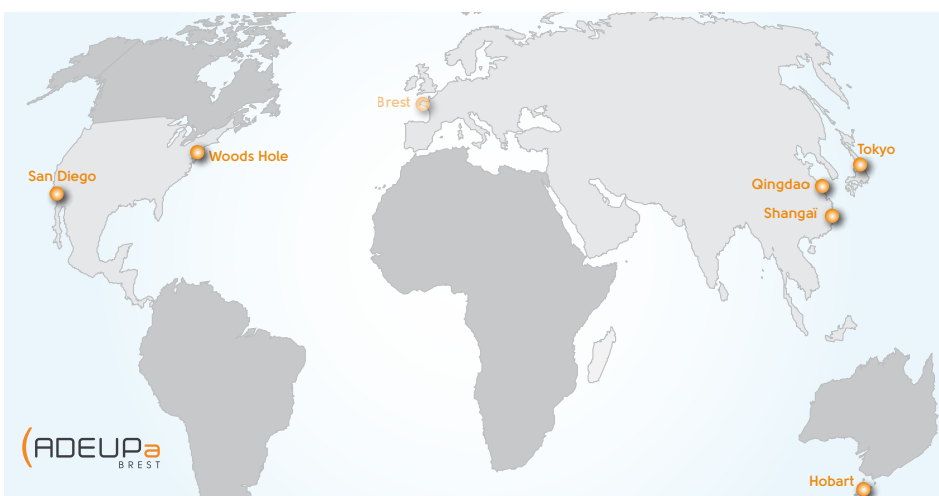 Brest
Tokyo
Woods Hole
San Diego
Qingdao
Shangaï
ADEUPa
BREST
Hobart